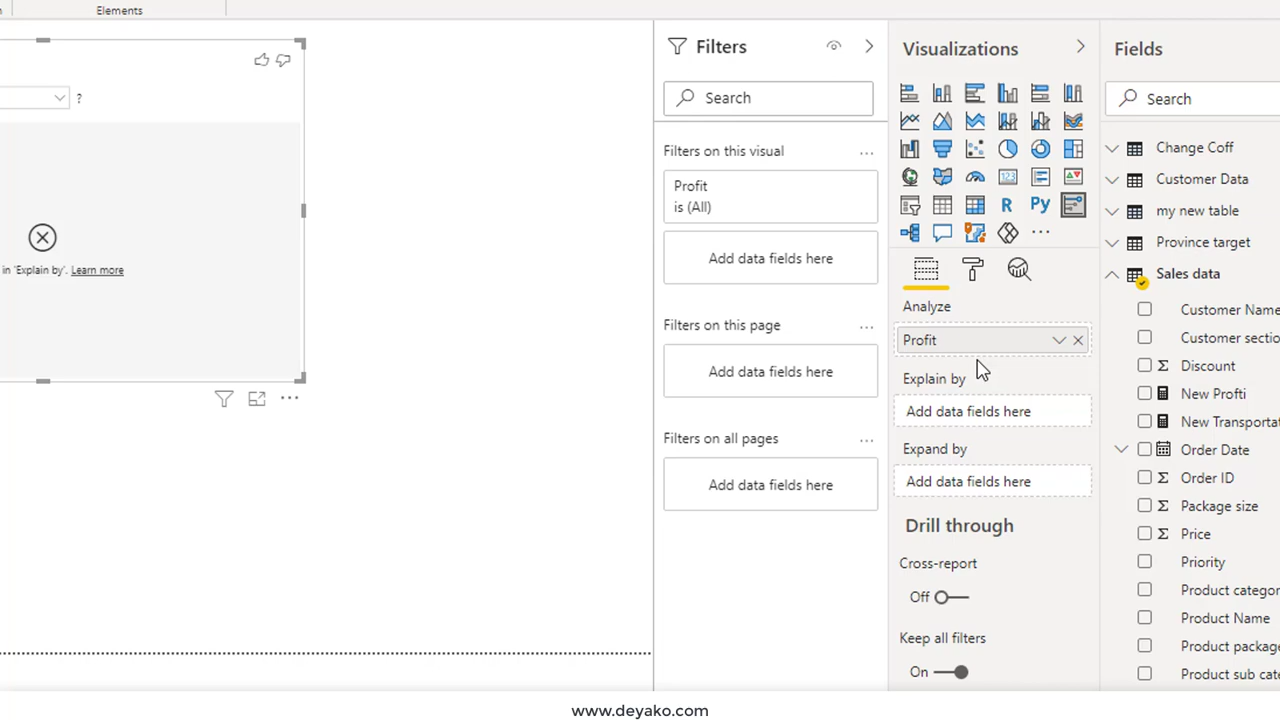 Elements
?
in 'Explain by'. Learn more
Filters
Search
Filters on this visual
Profit
is (All)
Add data fields here
Filters on this page
Add data fields here
Filters on all pages
Add data fields here
Visualizations
123
R
Py
Analyze
Profit
Explain by
Add data fields here
Expand by
Add data fields here
Drill through
Cross-report
Off
Keep all filters
On
Fields
Search
Change Coff
Customer Data
my new table
Province target
Sales data
Customer Name
Customer sectio
Σ Discount
New Profti
New Transportat
Order Date
Σ Order ID
Σ Package size
Σ Price
Priority
Product categor
Product Name
Product package
Product sub cate
www.deyako.com